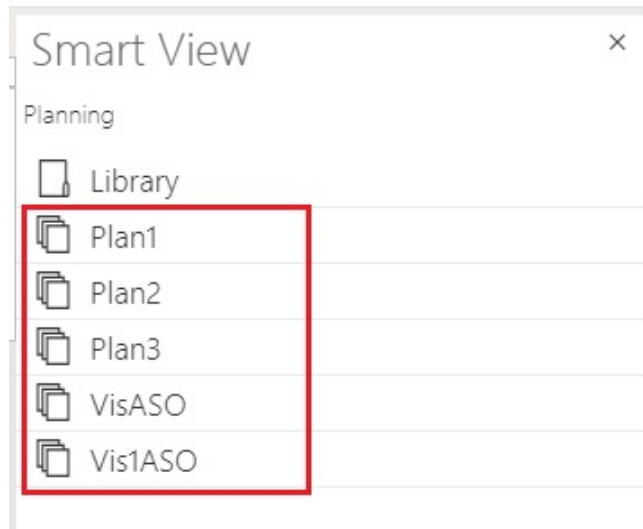 Smart View
Planning
Library
Plan1
Plan2
Plan3
VisASO
Vis1ASO